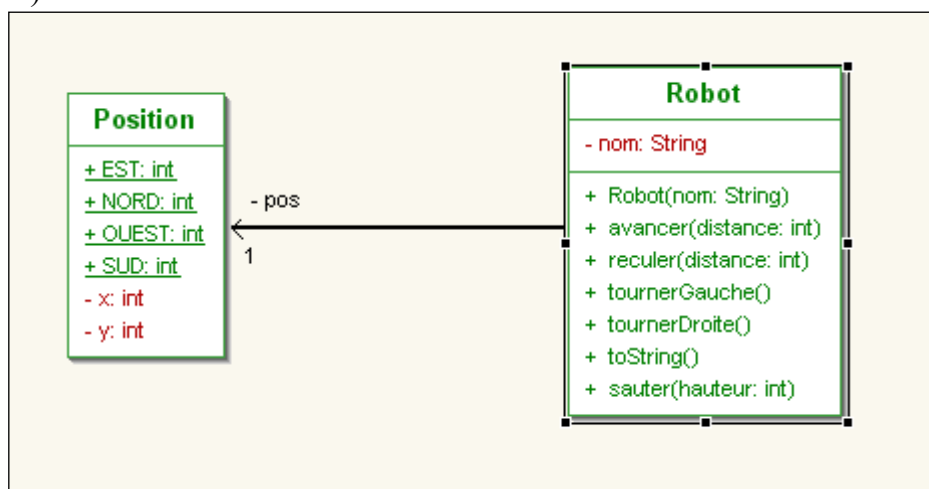 )
Position
+ EST: int
+ NORD: int
+ OUEST: int
+ SUD: int
- x: int
- y: int
- pos
1
Robot
- nom: String
+ Robot(nom: String)
+ avancer(distance: int)
+ reculer(distance: int)
+ tournerGauche()
+ tournerDroite()
+ toString()
+ sauter(hauteur: int)